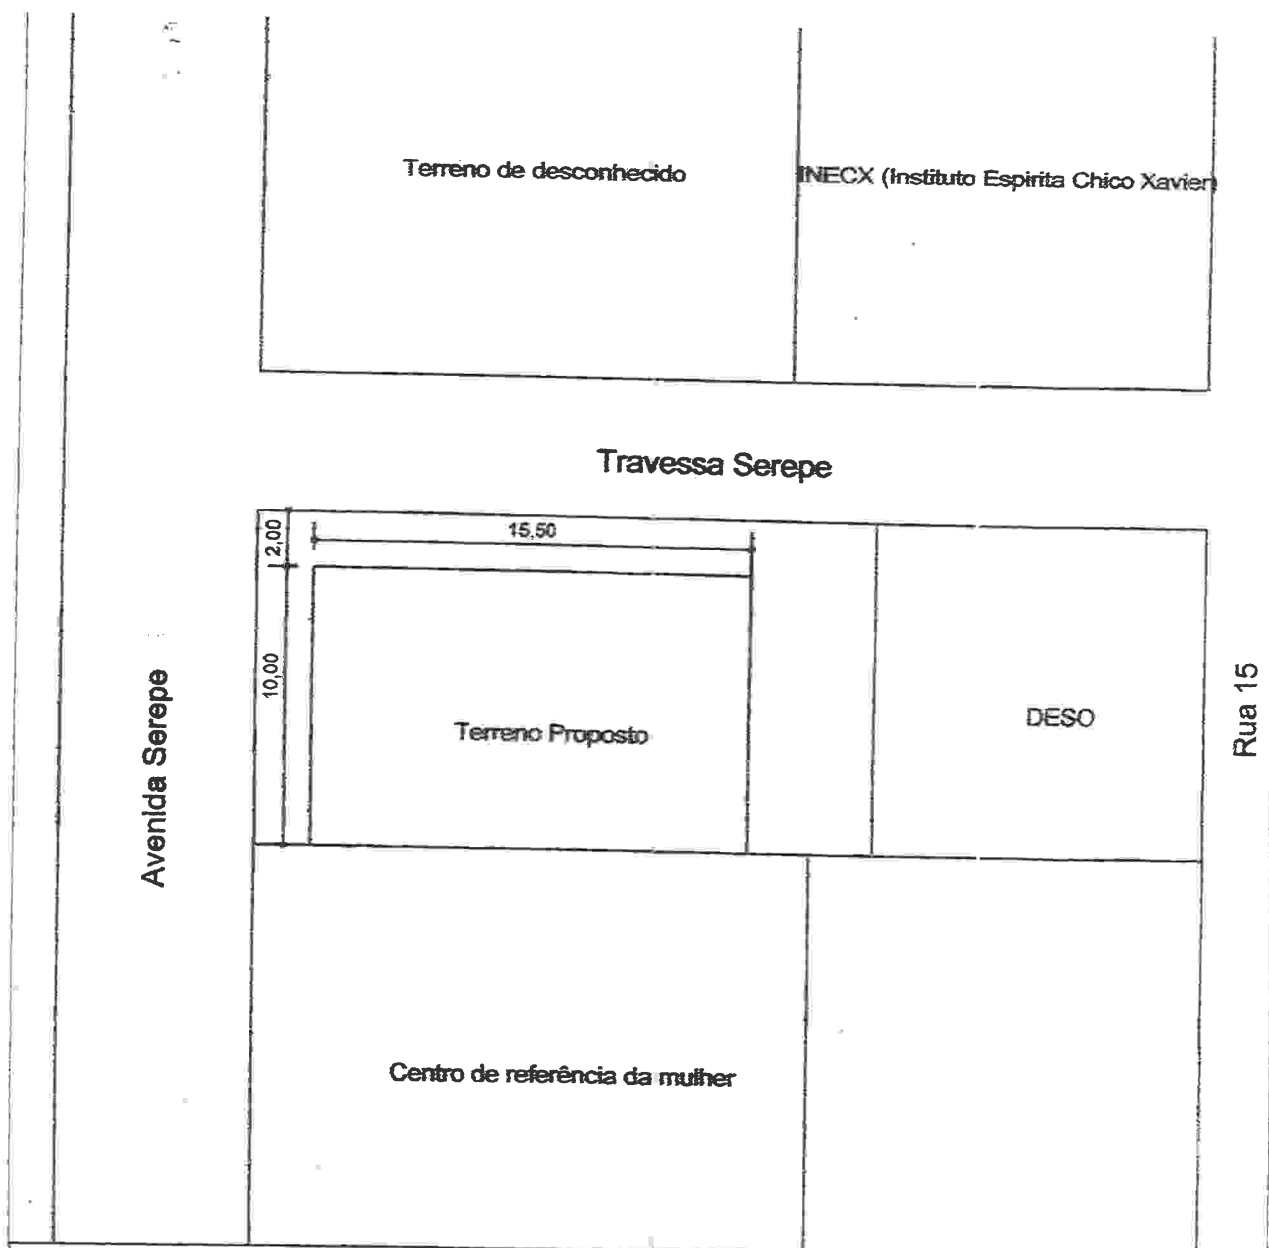 Terreno de desconhecido
INECX (Instituto Espirita Chico Xavier)
Travessa Serepe
2,00
15,50
10,00
Terreno Proposto
DESO
Avenida Serepe
Rua 15
Centro de referência da mulher